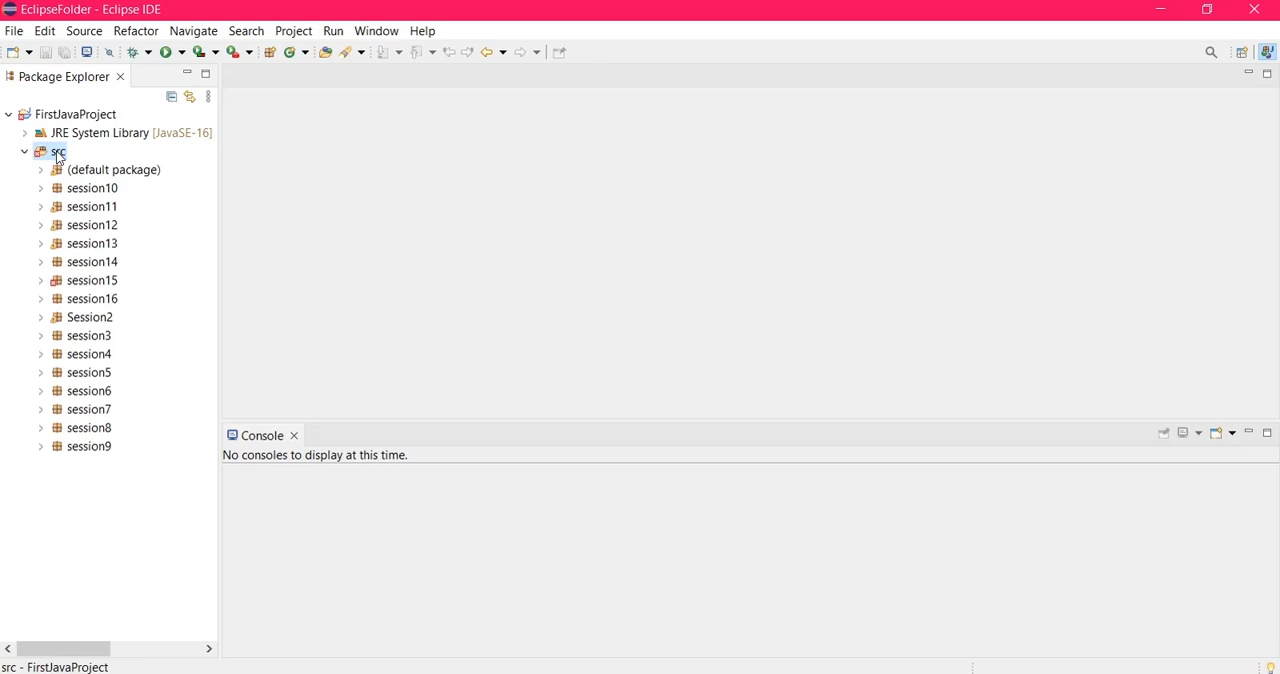 EclipseFolder - Eclipse IDE
File Edit Source Refactor Navigate Search Project Run Window Help
Package Explorer
FirstJavaProject
JRE System Library [JavaSE-16]
src
(default package)
session10
session11
session12
session13
session14
session15
session16
Session2
session3
session4
session5
session6
session7
session8
session9
Console
No consoles to display at this time.
src - FirstJavaProject